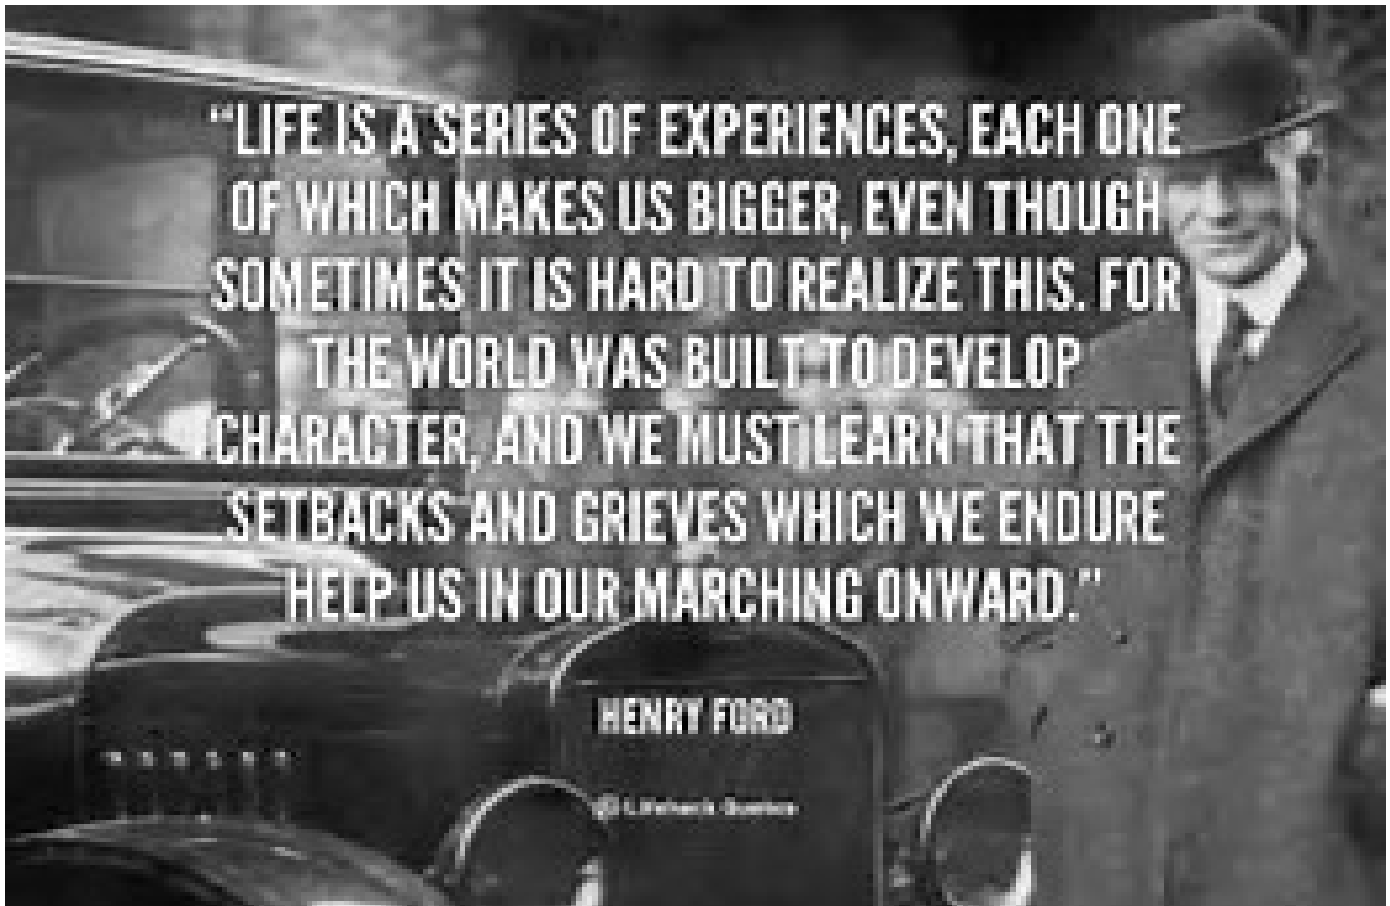 “LIFE IS A SERIES OF EXPERIENCES, EACH ONE
OF WHICH MAKES US BIGGER, EVEN THOUGH
SOMETIMES IT IS HARD TO REALIZE THIS. FOR
THE WORLD WAS BUILT TO DEVELOP
CHARACTER, AND WE MUST LEARN THAT THE
SETBACKS AND GRIEVES WHICH WE ENDURE
HELP US IN OUR MARCHING ONWARD.”
HENRY FORD
Lifehack Quotes